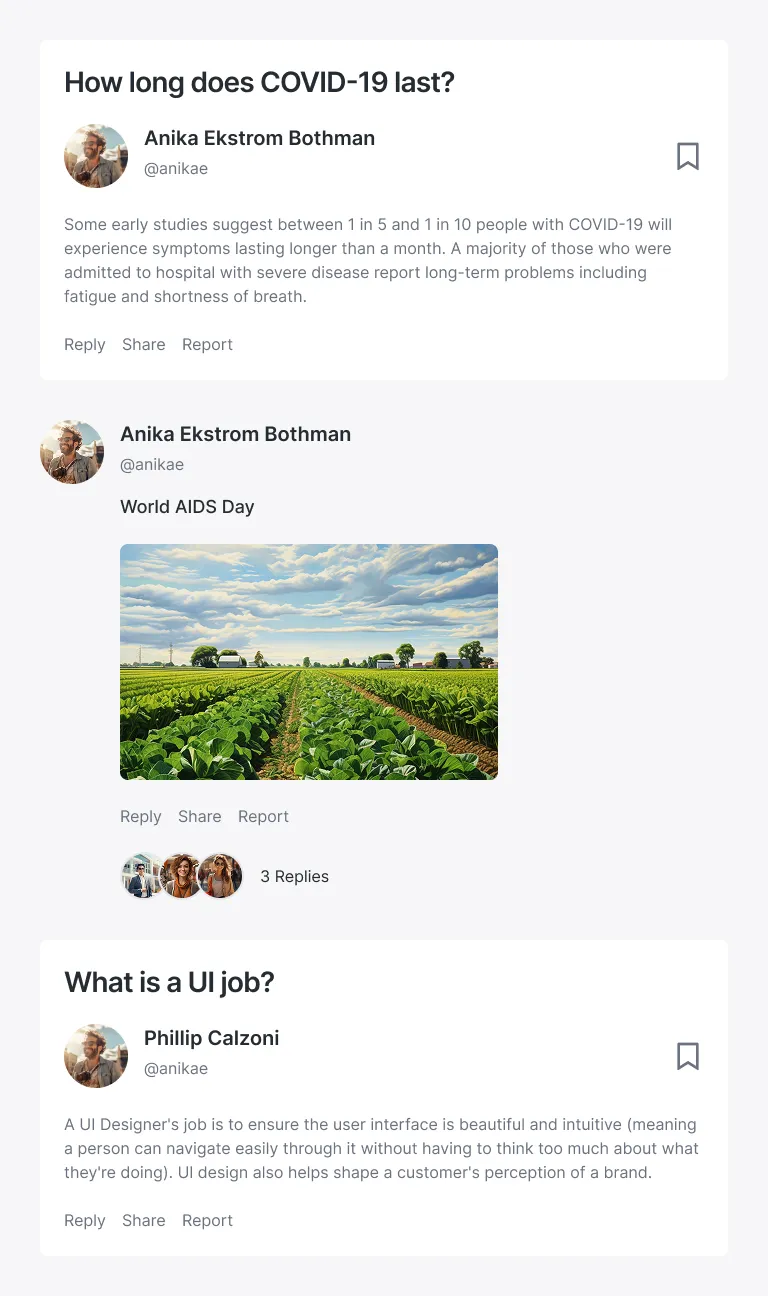 How long does COVID-19 last?
Anika Ekstrom Bothman
@anikae
Some early studies suggest between 1 in 5 and 1 in 10 people with COVID-19 will
experience symptoms lasting longer than a month. A majority of those who were
admitted to hospital with severe disease report long-term problems including
fatigue and shortness of breath.
Reply Share Report
Anika Ekstrom Bothman
@anikae
World AIDS Day
Reply Share Report
3 Replies
What is a UI job?
Phillip Calzoni
@anikae
A UI Designer's job is to ensure the user interface is beautiful and intuitive (meaning
a person can navigate easily through it without having to think too much about what
they're doing). UI design also helps shape a customer's perception of a brand.
Reply Share Report